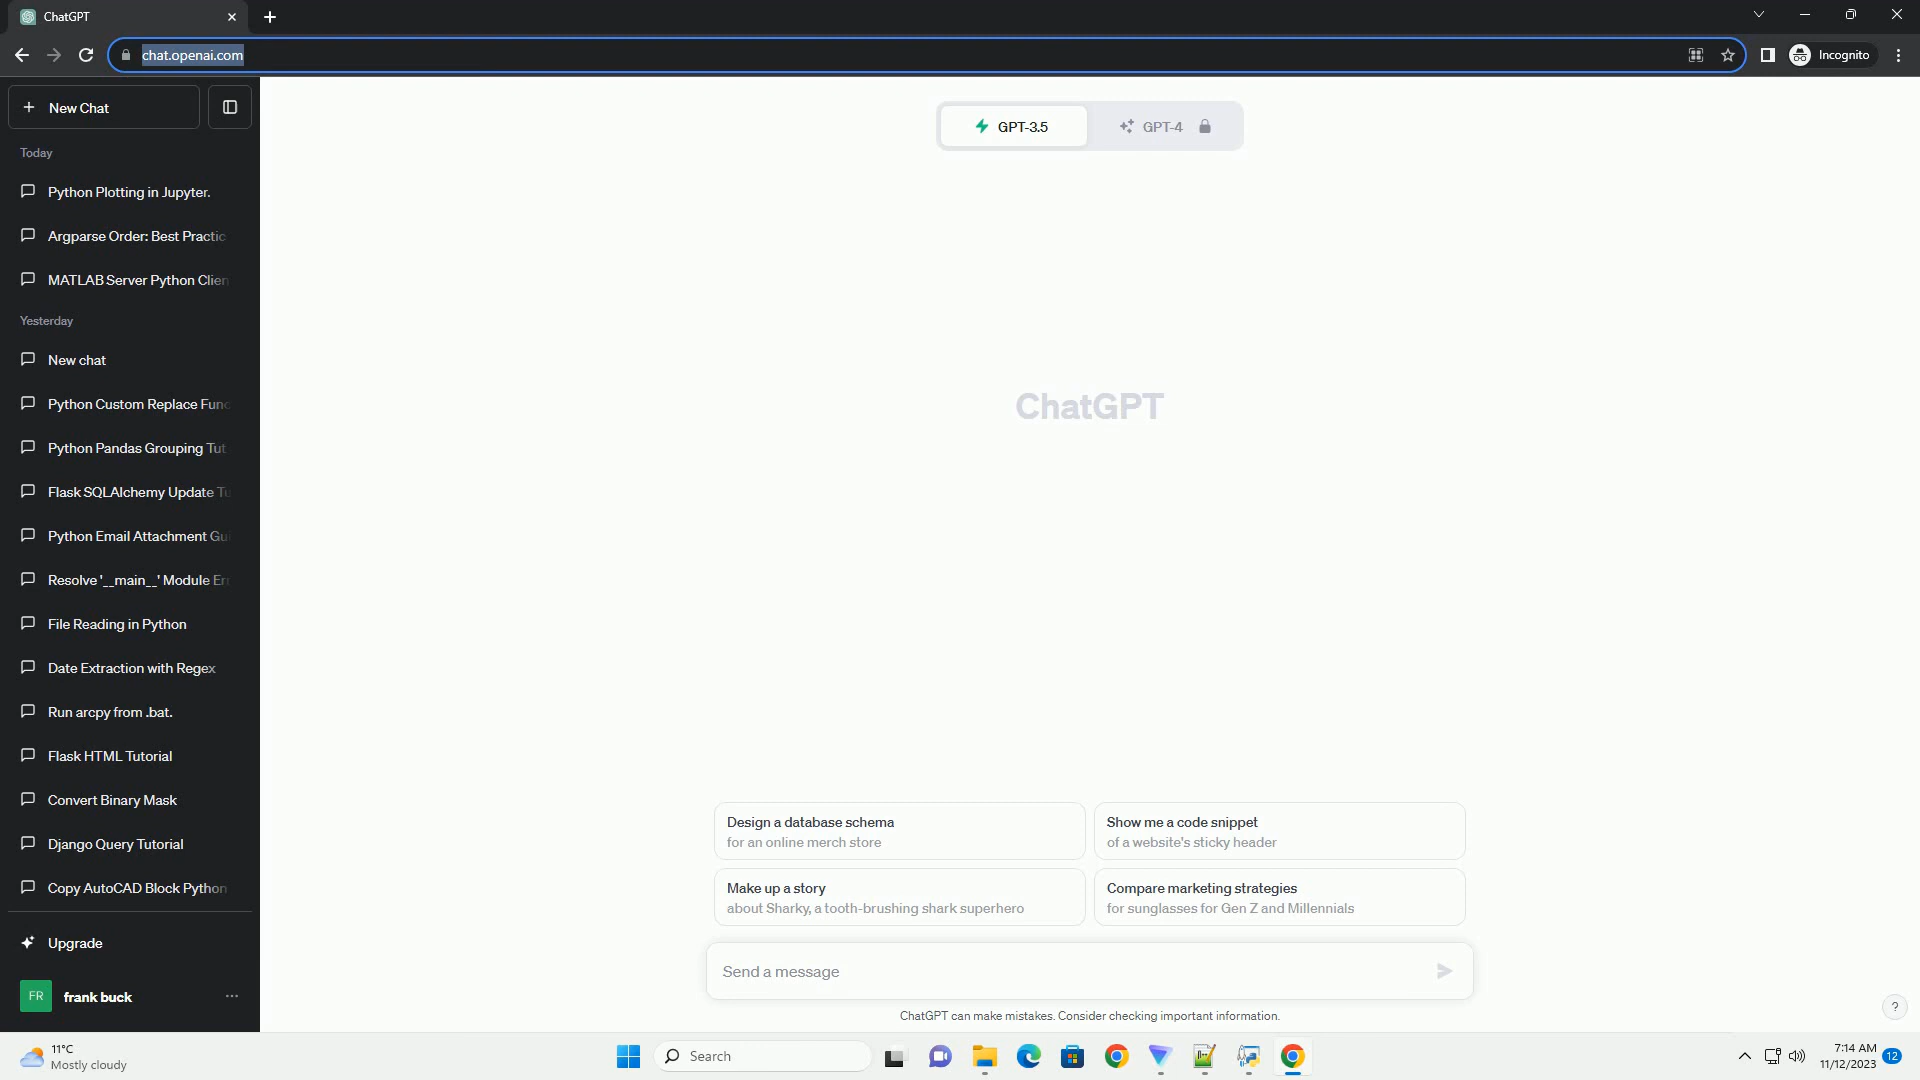 ChatGPT
chat.openai.com
Incognito
New Chat
GPT-3.5
GPT-4
Today
Python Plotting in Jupyter.
Argparse Order: Best Practic
MATLAB Server Python Clien
Yesterday
New chat
Python Custom Replace Func
Python Pandas Grouping Tut
Flask SQLAlchemy Update Tu
Python Email Attachment Gui
Resolve '__main__' Module Err
File Reading in Python
Date Extraction with Regex
Run arcpy from .bat.
Flask HTML Tutorial
Convert Binary Mask
Django Query Tutorial
Copy AutoCAD Block Python
Upgrade
FR
frank buck
ChatGPT
Design a database schema
for an online merch store
Show me a code snippet
of a website's sticky header
Make up a story
about Sharky, a tooth-brushing shark superhero
Compare marketing strategies
for sunglasses for Gen Z and Millennials
Send a message
ChatGPT can make mistakes. Consider checking important information.
?
11°C
Mostly cloudy
Search
7:14 AM
11/12/2023
12